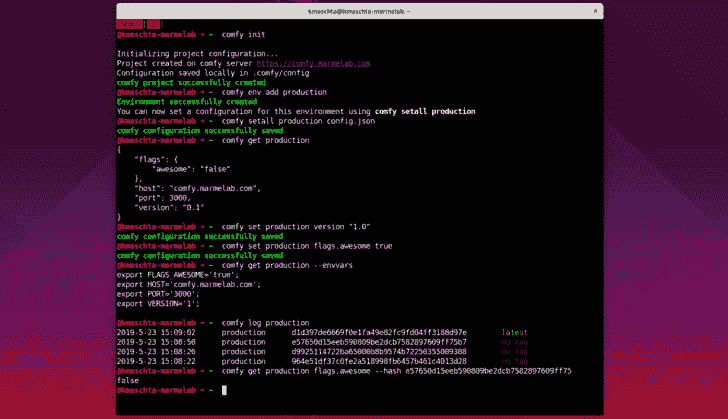 kmaschta@kmaschta-marmelab:~
@kmaschta-marmelab ➜ ~ comfy init
Initializing project configuration...
Project created on comfy server https://comfy.marmelab.com
Configuration saved locally in .comfy/config
comfy project successfully created
@kmaschta-marmelab ➜ ~ comfy env add production
Environment successfully created
You can now set a configuration for this environment using comfy setall production
@kmaschta-marmelab ➜ ~ comfy setall production config.json
comfy configuration successfully saved
@kmaschta-marmelab ➜ ~ comfy get production
{
"flags": {
"awesome": "false"
},
"host": "comfy.marmelab.com",
"port": 3000,
"version": "0.1"
}
@kmaschta-marmelab ➜ ~ comfy set production version "1.0"
comfy configuration successfully saved
@kmaschta-marmelab ➜ ~ comfy set production flags.awesome true
comfy configuration successfully saved
@kmaschta-marmelab ➜ ~ comfy get production --envvars
export FLAGS_AWESOME='true';
export HOST='comfy.marmelab.com';
export PORT='3000';
export VERSION='1';
@kmaschta-marmelab ➜ ~ comfy log production
2019-5-23 15:09:02 production latest
2019-5-23 15:08:50 production e57650d15eeb590809be2dcb7582897609ff75b7 no tag
2019-5-23 15:08:26 production no tag
2019-5-23 15:08:22 production no tag
@kmaschta-marmelab ➜ ~ comfy get production flags.awesome --hash e57650d15eeb590809be2dcb7582897609ff75
false
@kmaschta-marmelab ➜ ~